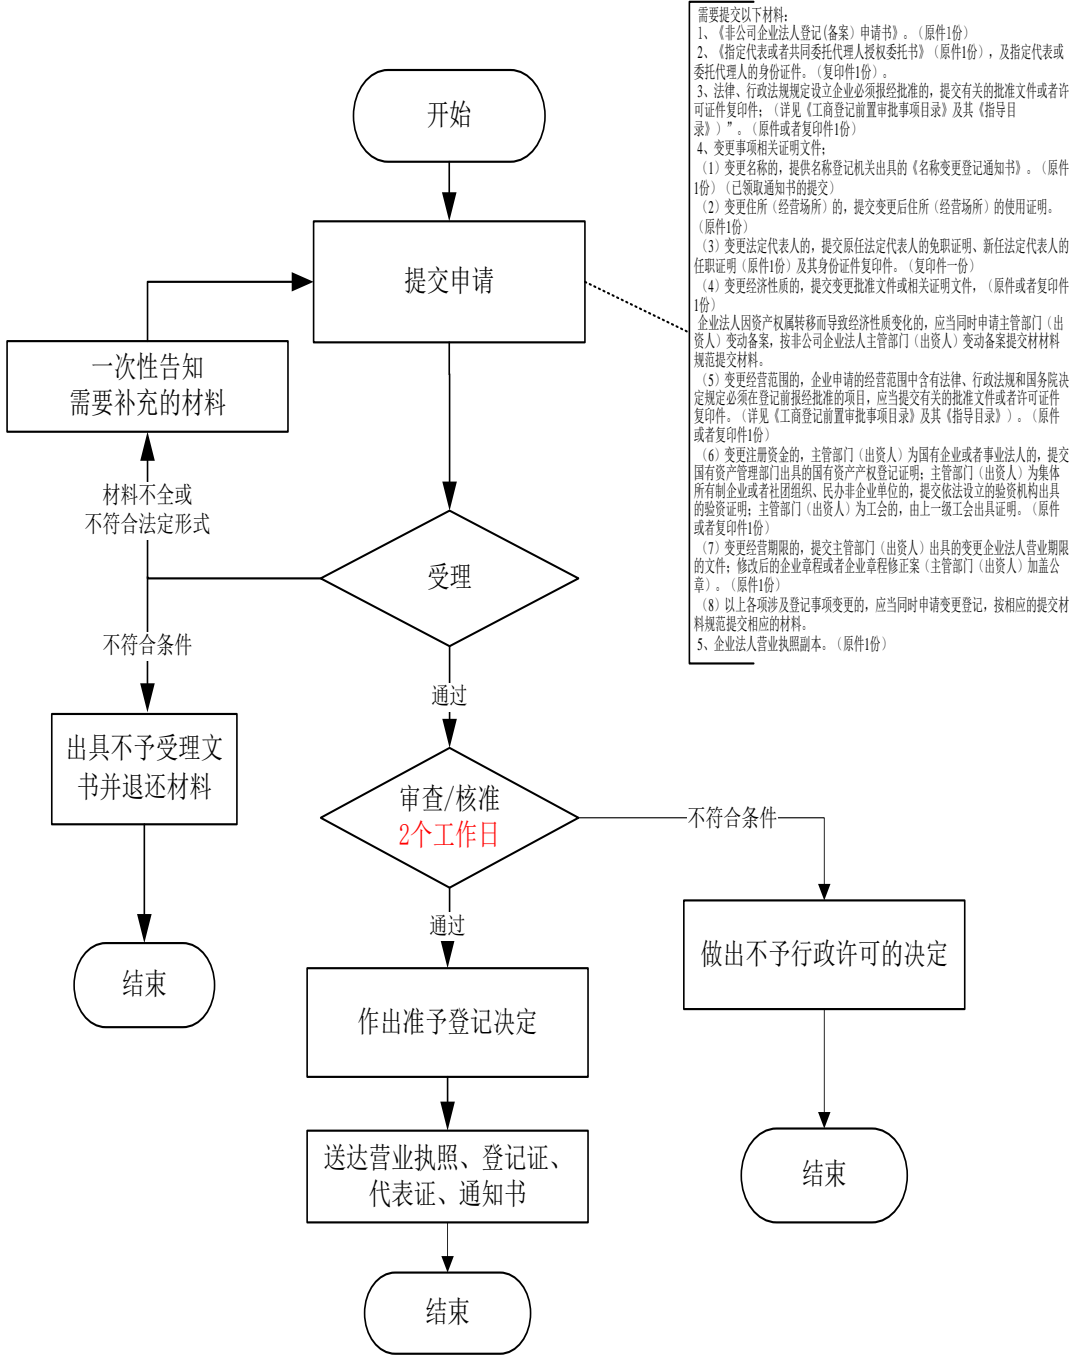 开始
提交申请
一次性告知
需要补充的材料
材料不全或
不符合法定形式
受理
不符合条件
通过
出具不予受理文
书并退还材料
审查/核准
2个工作日
不符合条件
通过
结束
作出准予登记决定
做出不予行政许可的决定
送达营业执照、登记证、
代表证、通知书
结束
结束
需要提交以下材料:
1、《非公司企业法人登记(备案）申请书》。（原件1份）
2、《指定代表或者共同委托代理人授权委托书》（原件1份），及指定代表或
委托代理人的身份证件。（复印件1份）。
3、法律、行政法规规定设立企业必须报经批准的，提交有关的批准文件或者许
可证件复印件；（详见《工商登记前置审批事项目录》及其《指导目
录》）”。（原件或者复印件1份）
4、变更事项相关证明文件；
（1）变更名称的，提供名称登记机关出具的《名称变更登记通知书》。（原件
1份）（已领取通知书的提交）
（2）变更住所（经营场所）的，提交变更后住所（经营场所）的使用证明。
（原件1份）
（3）变更法定代表人的，提交原任法定代表人的免职证明、新任法定代表人的
任职证明（原件1份）及其身份证件复印件。（复印件一份）
（4）变更经济性质的，提交变更批准文件或相关证明文件，（原件或者复印件
1份）
企业法人因资产权属转移而导致经济性质变化的，应当同时申请主管部门（出
资人）变动备案，按非公司企业法人主管部门（出资人）变动备案提交材材料
规范提交材料。
（5）变更经营范围的，企业申请的经营范围中含有法律、行政法规和国务院决
定规定必须在登记前报经批准的项目，应当提交有关的批准文件或者许可证件
复印件。（详见《工商登记前置审批事项目录》及其《指导目录》）。（原件
或者复印件1份）
（6）变更注册资金的，主管部门（出资人）为国有企业或者事业法人的，提交
国有资产管理部门出具的国有资产产权登记证明；主管部门（出资人）为集体
所有制企业或者社团组织、民办非企业单位的，提交依法设立的验资机构出具
的验资证明；主管部门（出资人）为工会的，由上一级工会出具证明。（原件
或者复印件1份）
（7）变更经营期限的，提交主管部门（出资人）出具的变更企业法人营业期限
的文件；修改后的企业章程或者企业章程修正案（主管部门（出资人）加盖公
章）。（原件1份）
（8）以上各项涉及登记事项变更的，应当同时申请变更登记，按相应的提交材
料规范提交相应的材料。
5、企业法人营业执照副本。（原件1份）